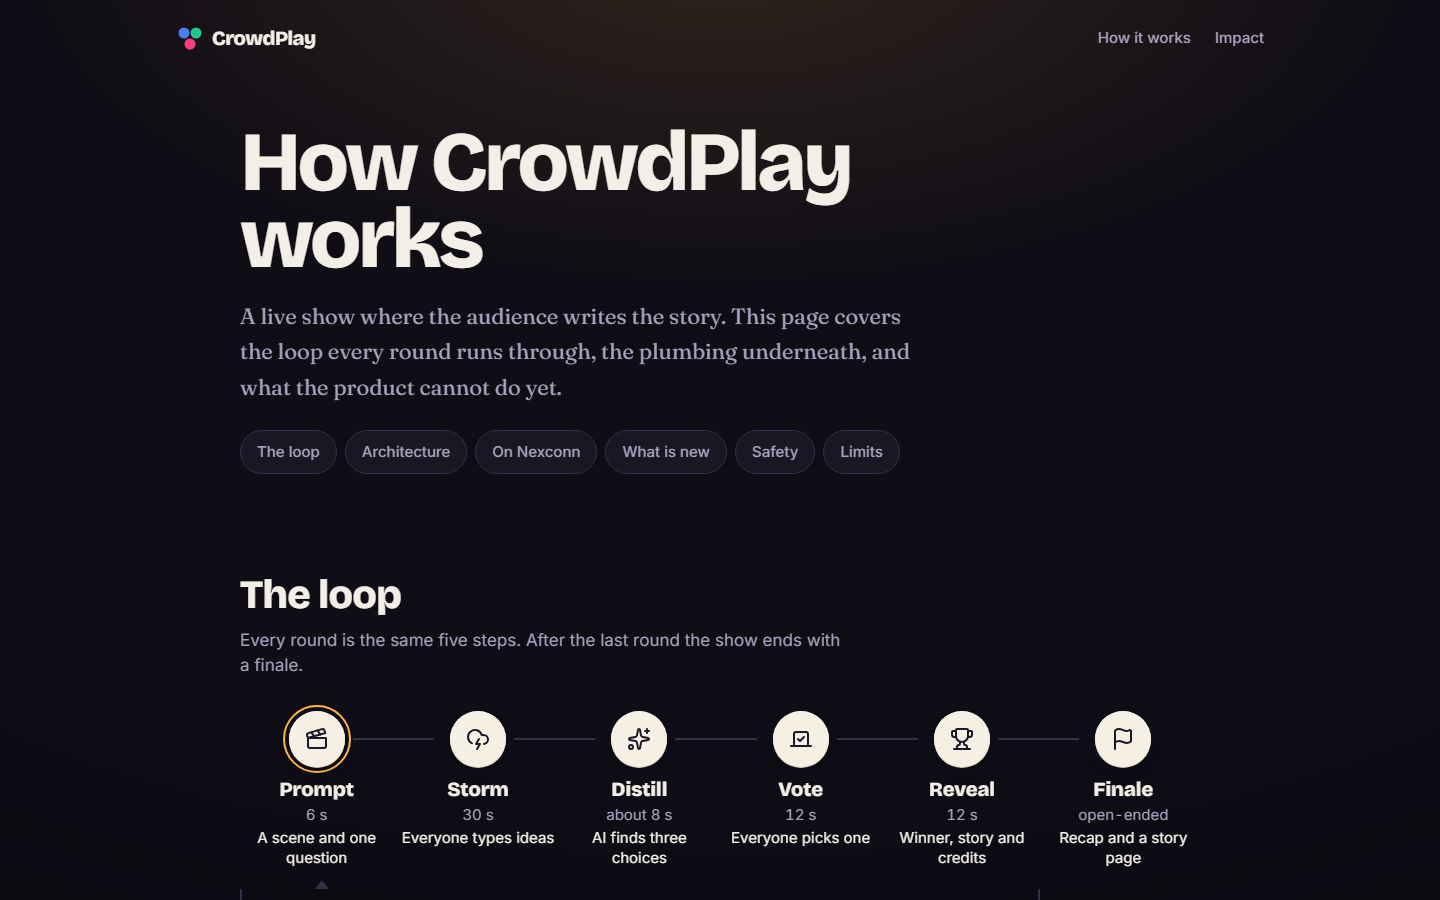 CrowdPlay
How it works
Impact
How CrowdPlay
works
A live show where the audience writes the story. This page covers
the loop every round runs through, the plumbing underneath, and
what the product cannot do yet.
The loop
Architecture
On Nexconn
What is new
Safety
Limits
The loop
Every round is the same five steps. After the last round the show ends with
a finale.
Prompt
6 s
A scene and one
question
Storm
30 s
Everyone types ideas
Distill
about 8 s
AI finds three
choices
Vote
12 s
Everyone picks one
Reveal
12 s
Winner, story and
credits
Finale
open-ended
Recap and a story
page